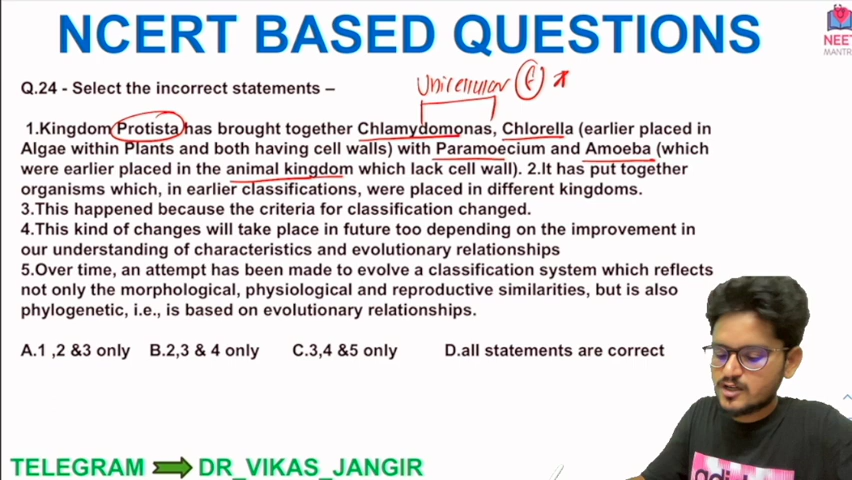 NCERT BASED QUESTIONS
NEET
MANTRA
Q.24 - Select the incorrect statements –
Unicellular (E) *
1.Kingdom Protista has brought together Chlamydomonas, Chlorella (earlier placed in
Algae within Plants and both having cell walls) with Paramoecium and Amoeba (which
were earlier placed in the animal kingdom which lack cell wall). 2.It has put together
organisms which, in earlier classifications, were placed in different kingdoms.
3.This happened because the criteria for classification changed.
4.This kind of changes will take place in future too depending on the improvement in
our understanding of characteristics and evolutionary relationships
5.Over time, an attempt has been made to evolve a classification system which reflects
not only the morphological, physiological and reproductive similarities, but is also
phylogenetic, i.e., is based on evolutionary relationships.
A.1 ,2 &3 only B.2,3 & 4 only C.3,4 &5 only D.all statements are correct
TELEGRAM DR_VIKAS_JANGIR